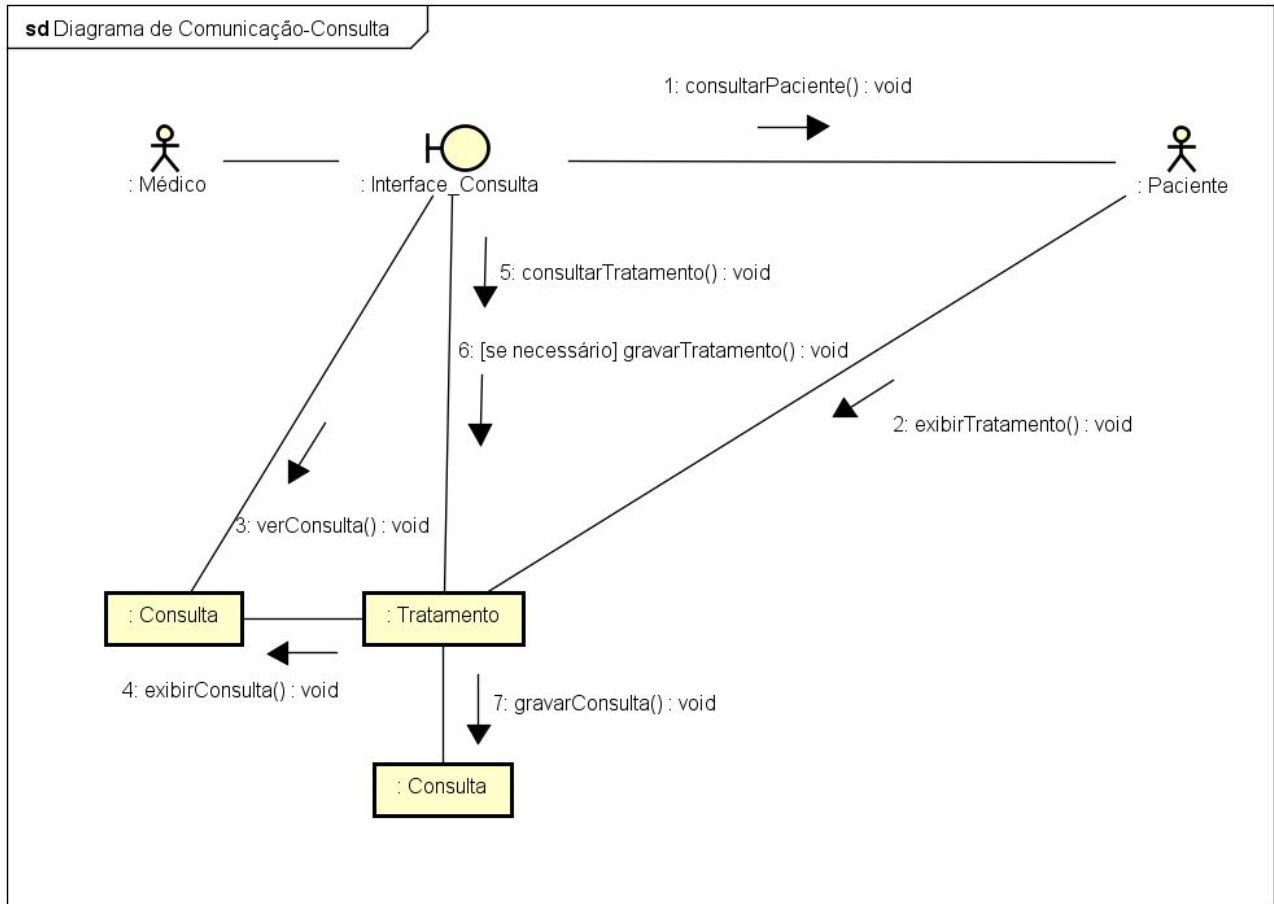 sd Diagrama de Comunicação-Consulta
1: consultarPaciente() : void
: Médico
: Interface_Consulta
: Paciente
5: consultarTratamento() : void
6: [se necessário] gravarTratamento() : void
2: exibirTratamento() : void
3: verConsulta() : void
: Consulta
: Tratamento
4: exibirConsulta() : void
7: gravarConsulta() : void
: Consulta